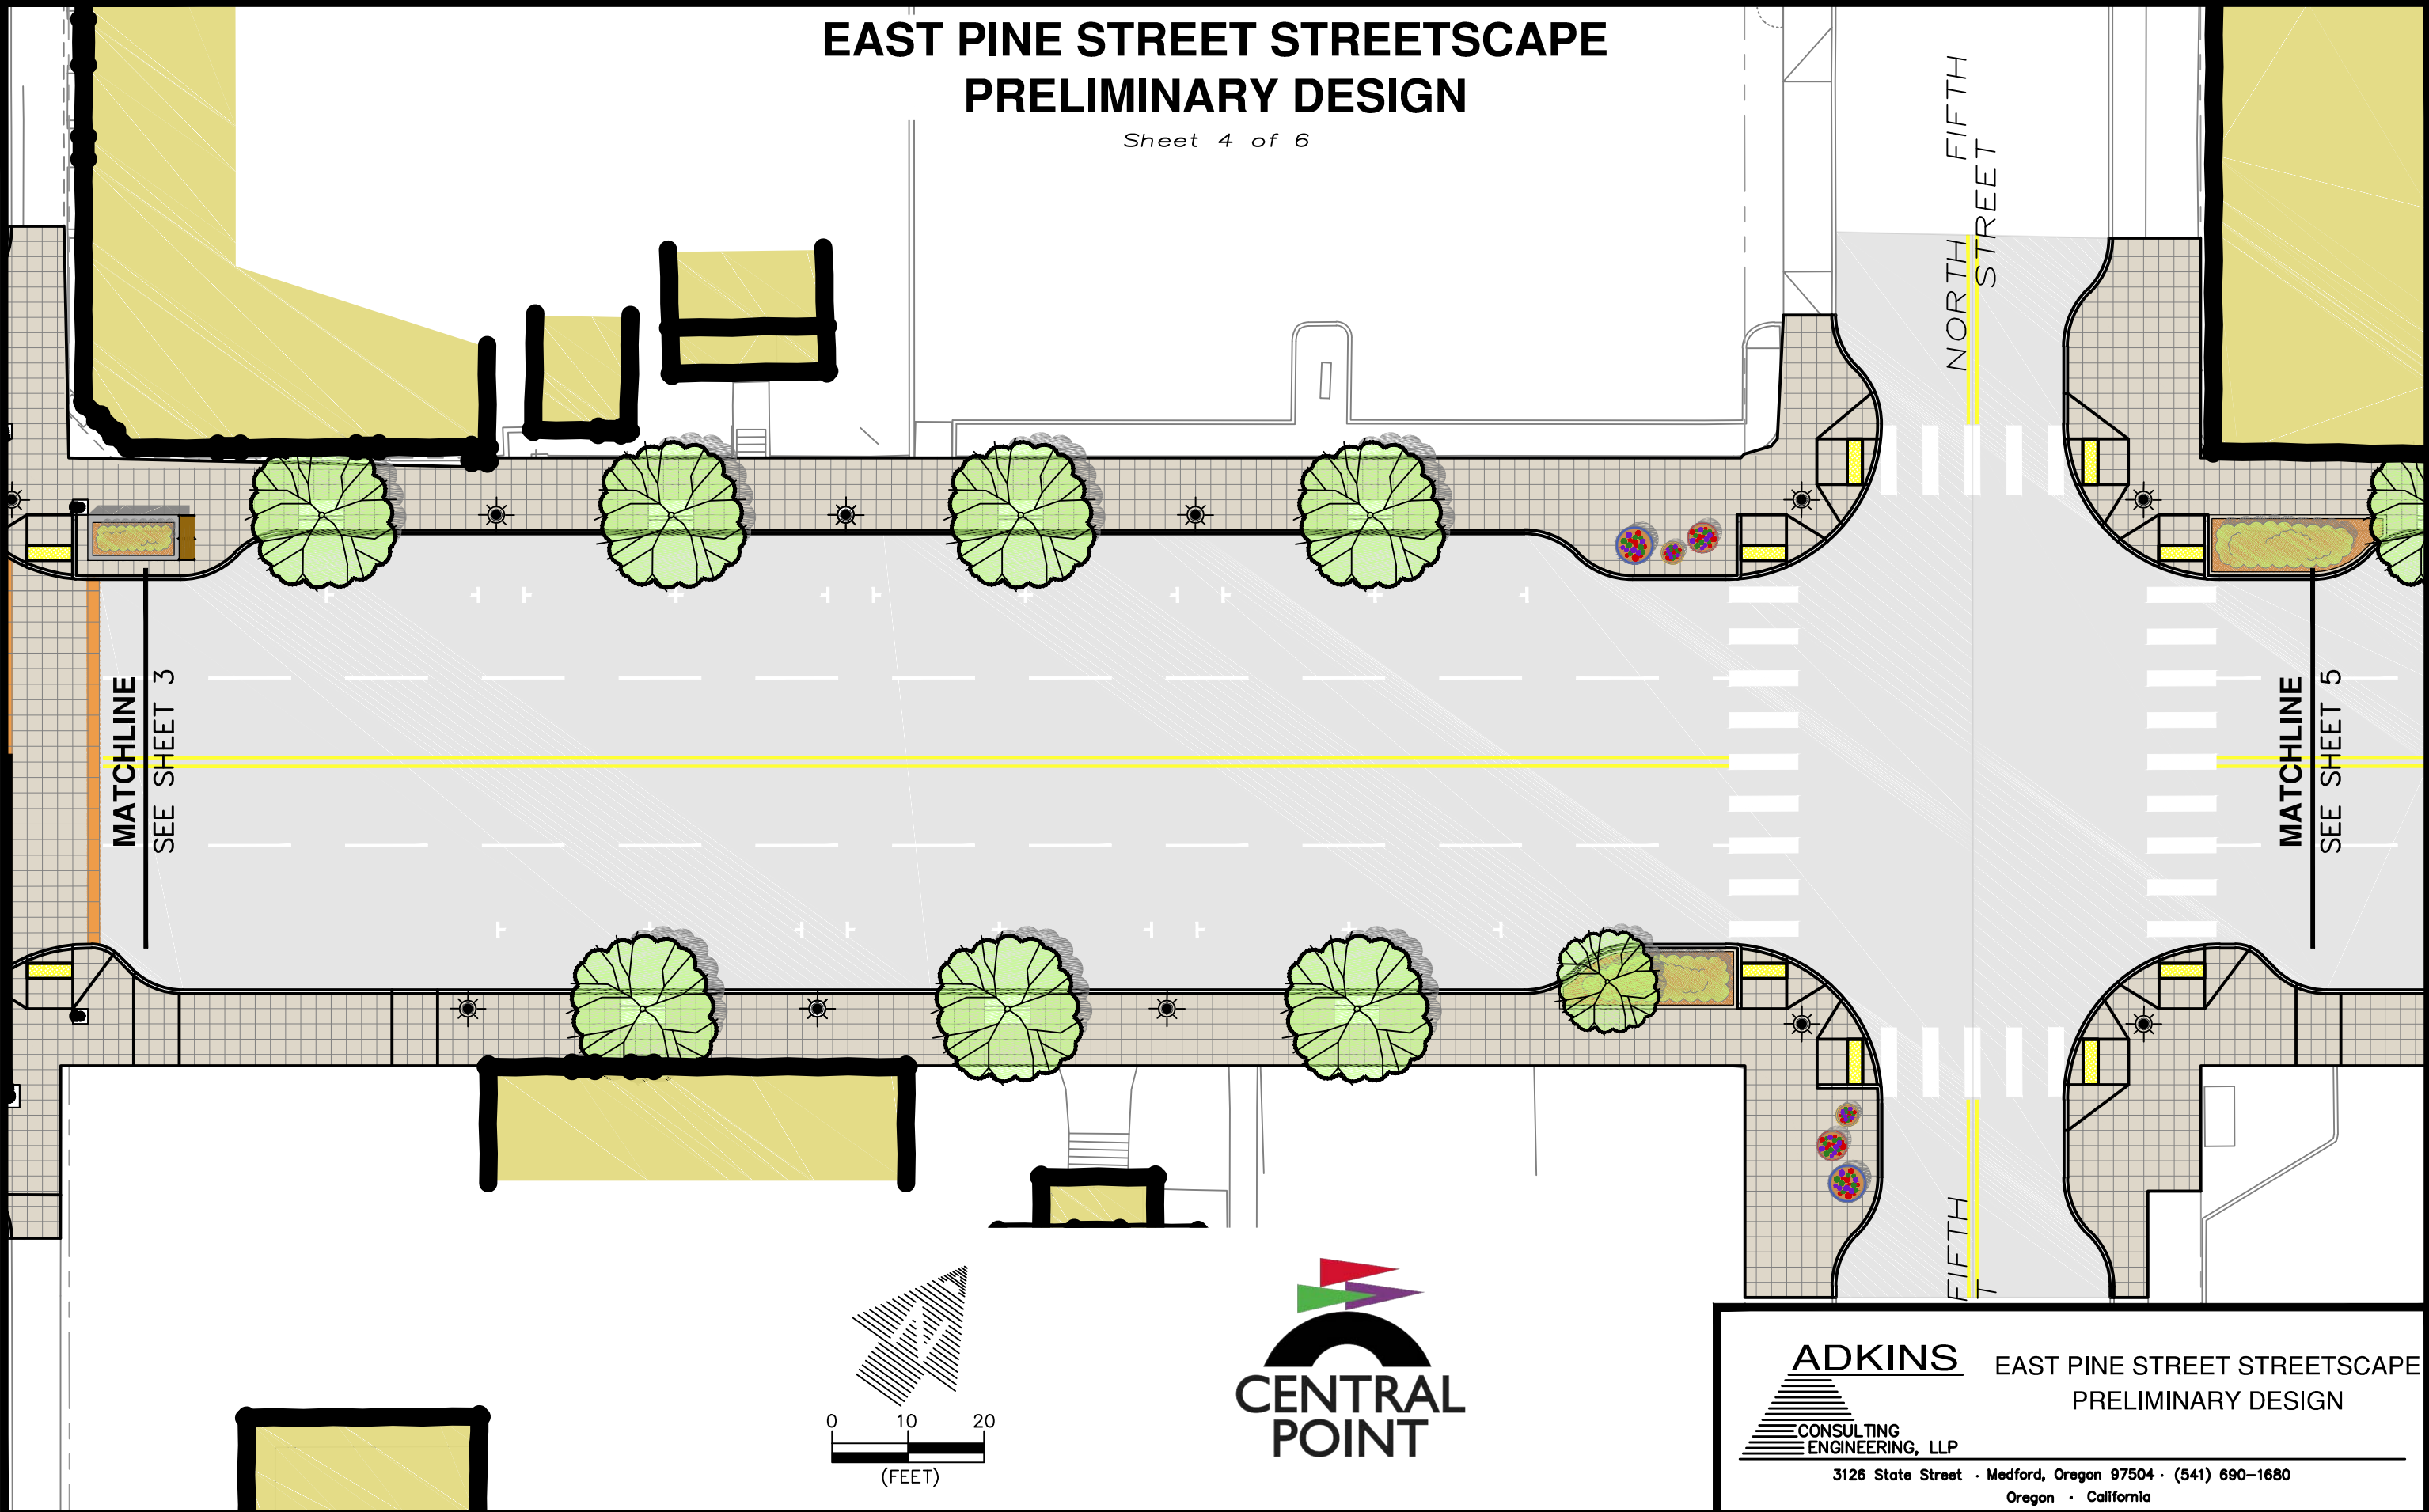 EAST PINE STREET STREETSCAPE
PRELIMINARY DESIGN
Sheet 4 of 6
NORTH FIFTH
STREET
MATCHLINE
SEE SHEET 3
MATCHLINE
SEE SHEET 5
FIFTH
T
0 10 20
(FEET)
CENTRAL
POINT
ADKINS
CONSULTING
ENGINEERING, LLP
EAST PINE STREET STREETSCAPE
PRELIMINARY DESIGN
3126 State Street · Medford, Oregon 97504 · (541) 690-1680
Oregon · California